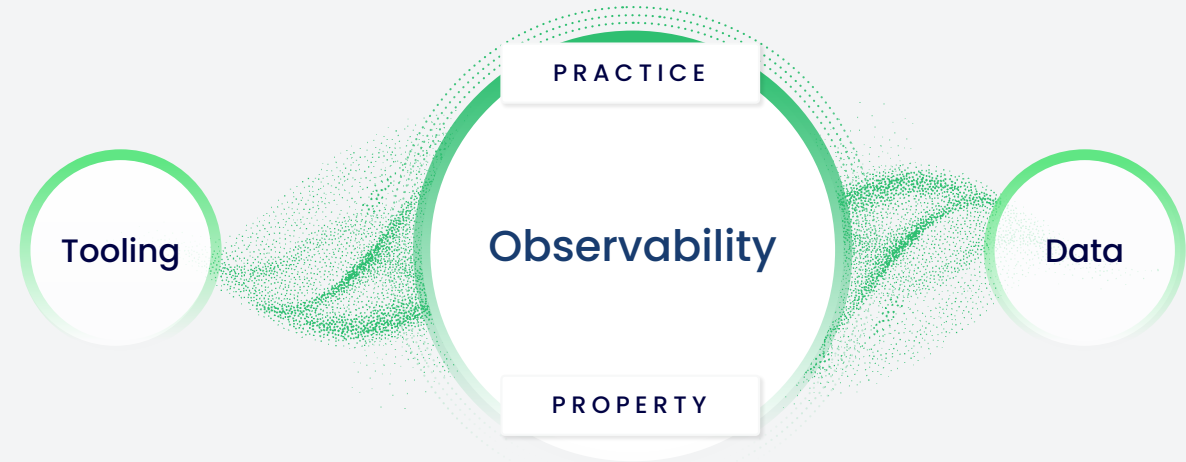 PRACTICE
Tooling
Observability
Data
PROPERTY